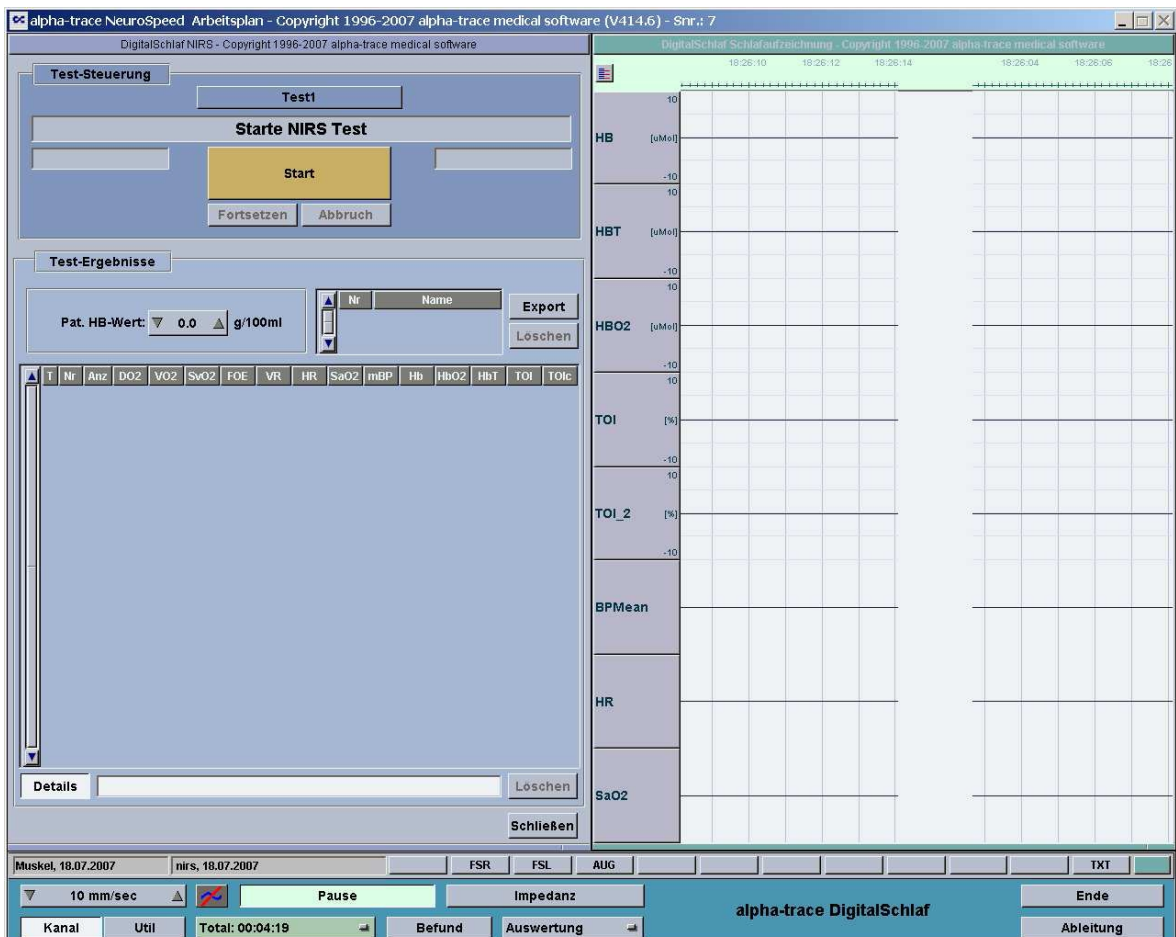 alpha-trace NeuroSpeed Arbeitsplan - Copyright 1996-2007 alpha-trace medical software (V414.6) - Snr.: 7
DigitalSchlaf NIRS - Copyright 1996-2007 alpha-trace medical software
Test-Steuerung
Test1
Starte NIRS Test
Start
Fortsetzen Abbruch
Test-Ergebnisse
Pat. HB-Wert: 0.0 g/100ml
Nr Name
Export
Löschen
T Nr Anz DO2 VO2 SvO2 FOE VR HR SaO2 mBP Hb HbO2 HbT TOI TOIc
Details
Löschen
Schließen
DigitalSchlaf Schlafaufzeichnung - Copyright 1996-2007 alpha-trace medical software
18:26:10 18:26:12 18:26:14 18:26:04 18:26:06 18:26
10
HB [uMol]
-10
10
HBT [uMol]
-10
10
HBO2 [uMol]
-10
10
TOI [%]
-10
10
TOI_2 [%]
-10
BPMean
HR
SaO2
Muskel, 18.07.2007 nirs, 18.07.2007 FSR FSL AUG TXT
10 mm/sec Pause Impedanz Ende
alpha-trace DigitalSchlaf
Kanal Util Total: 00:04:19 Befund Auswertung Ableitung